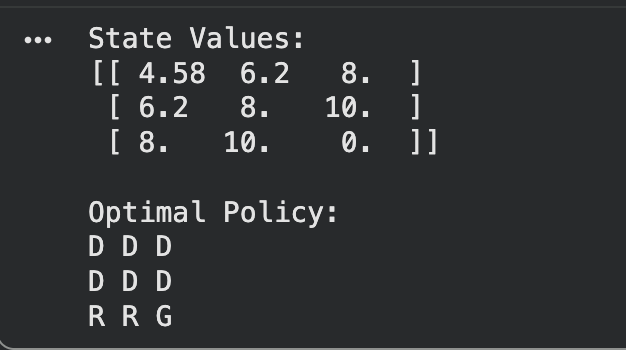 State Values:
[[ 4.58  6.2   8.  ]
 [ 6.2   8.   10.  ]
 [ 8.   10.    0.  ]]
Optimal Policy:
D D D
D D D
R R G